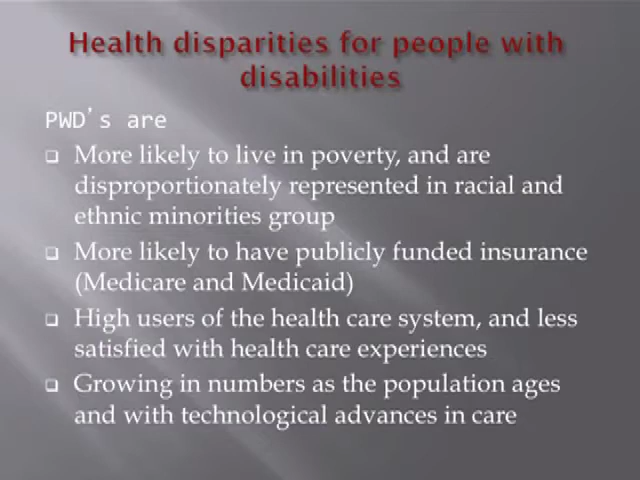 Health disparities for people with
disabilities
PWD's are
More likely to live in poverty, and are
disproportionately represented in racial and
ethnic minorities group
More likely to have publicly funded insurance
(Medicare and Medicaid)
High users of the health care system, and less
satisfied with health care experiences
Growing in numbers as the population ages
and with technological advances in care